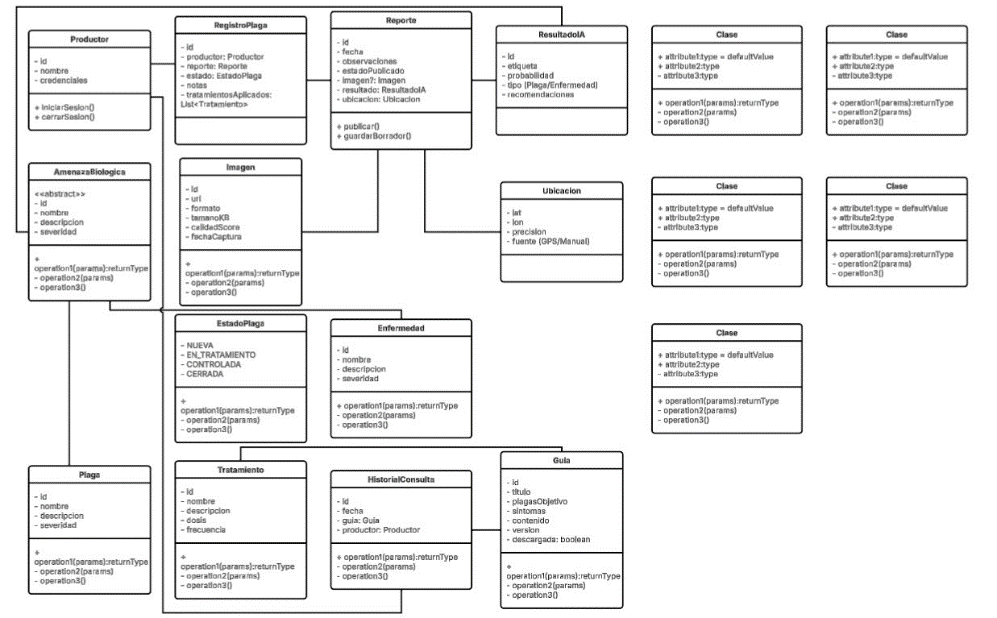 Productor
- id
- nombre
- credenciales
+ iniciarSesion()
+ cerrarSesion()
RegistroPlaga
- id
- productor: Productor
- reporte: Reporte
- estado: EstadoPlaga
- notas
- tratamientosAplicados:
List<Tratamiento>
Reporte
- id
- fecha
- observaciones
- estadoPublicado
- imagen?: Imagen
- resultado: ResultadoIA
- ubicacion: Ubicacion
+ publicar()
+ guardarBorrador()
ResultadoIA
- id
- etiqueta
- probabilidad
- tipo (Plaga/Enfermedad)
- recomendaciones
Clase
+ attribute1:type = defaultValue
+ attribute2:type
- attribute3:type
+ operation1(params):returnType
- operation2(params)
- operation3()
Clase
+ attribute1:type = defaultValue
+ attribute2:type
- attribute3:type
+ operation1(params):returnType
- operation2(params)
- operation3()
AmenazaBiologica
<<abstract>>
- id
- nombre
- descripcion
- severidad
+
operation1(params):returnType
- operation2(params)
- operation3()
Imagen
- id
- url
- formato
- tamanoKB
- calidadScore
- fechaCaptura
+
operation1(params):returnType
- operation2(params)
- operation3()
Ubicacion
- lat
- lon
- precision
- fuente (GPS/Manual)
Clase
+ attribute1:type = defaultValue
+ attribute2:type
- attribute3:type
+ operation1(params):returnType
- operation2(params)
- operation3()
Clase
+ attribute1:type = defaultValue
+ attribute2:type
- attribute3:type
+ operation1(params):returnType
- operation2(params)
- operation3()
EstadoPlaga
- NUEVA
- EN_TRATAMIENTO
- CONTROLADA
- CERRADA
+
operation1(params):returnType
- operation2(params)
- operation3()
Enfermedad
- id
- nombre
- descripcion
- severidad
+ operation1(params):returnType
- operation2(params)
- operation3()
Clase
+ attribute1:type = defaultValue
+ attribute2:type
- attribute3:type
+ operation1(params):returnType
- operation2(params)
- operation3()
Plaga
- id
- nombre
- descripcion
- severidad
+
operation1(params):returnType
- operation2(params)
- operation3()
Tratamiento
- id
- nombre
- descripcion
- dosis
- frecuencia
+
operation1(params):returnType
- operation2(params)
- operation3()
HistorialConsulta
- id
- fecha
- guia: Guia
- productor: Productor
+ operation1(params):returnType
- operation2(params)
- operation3()
Guia
- id
- titulo
- plagasObjetivo
- sintomas
- contenido
- version
- descargada: boolean
+
operation1(params):returnType
- operation2(params)
- operation3()